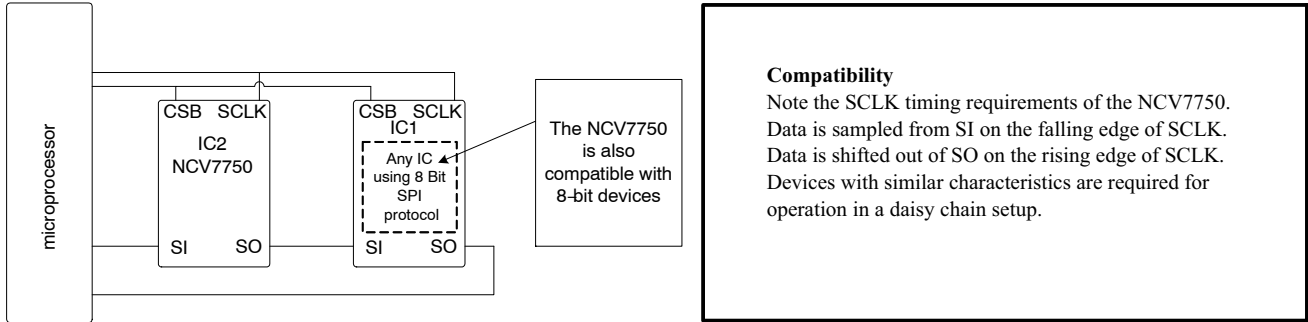 microprocessor
CSB SCLK
IC2
NCV7750
SI SO
CSB SCLK
IC1
Any IC
using 8 Bit
SPI
protocol
SI SO
The NCV7750
is also
compatible with
8-bit devices
Compatibility
Note the SCLK timing requirements of the NCV7750.
Data is sampled from SI on the falling edge of SCLK.
Data is shifted out of SO on the rising edge of SCLK.
Devices with similar characteristics are required for
operation in a daisy chain setup.